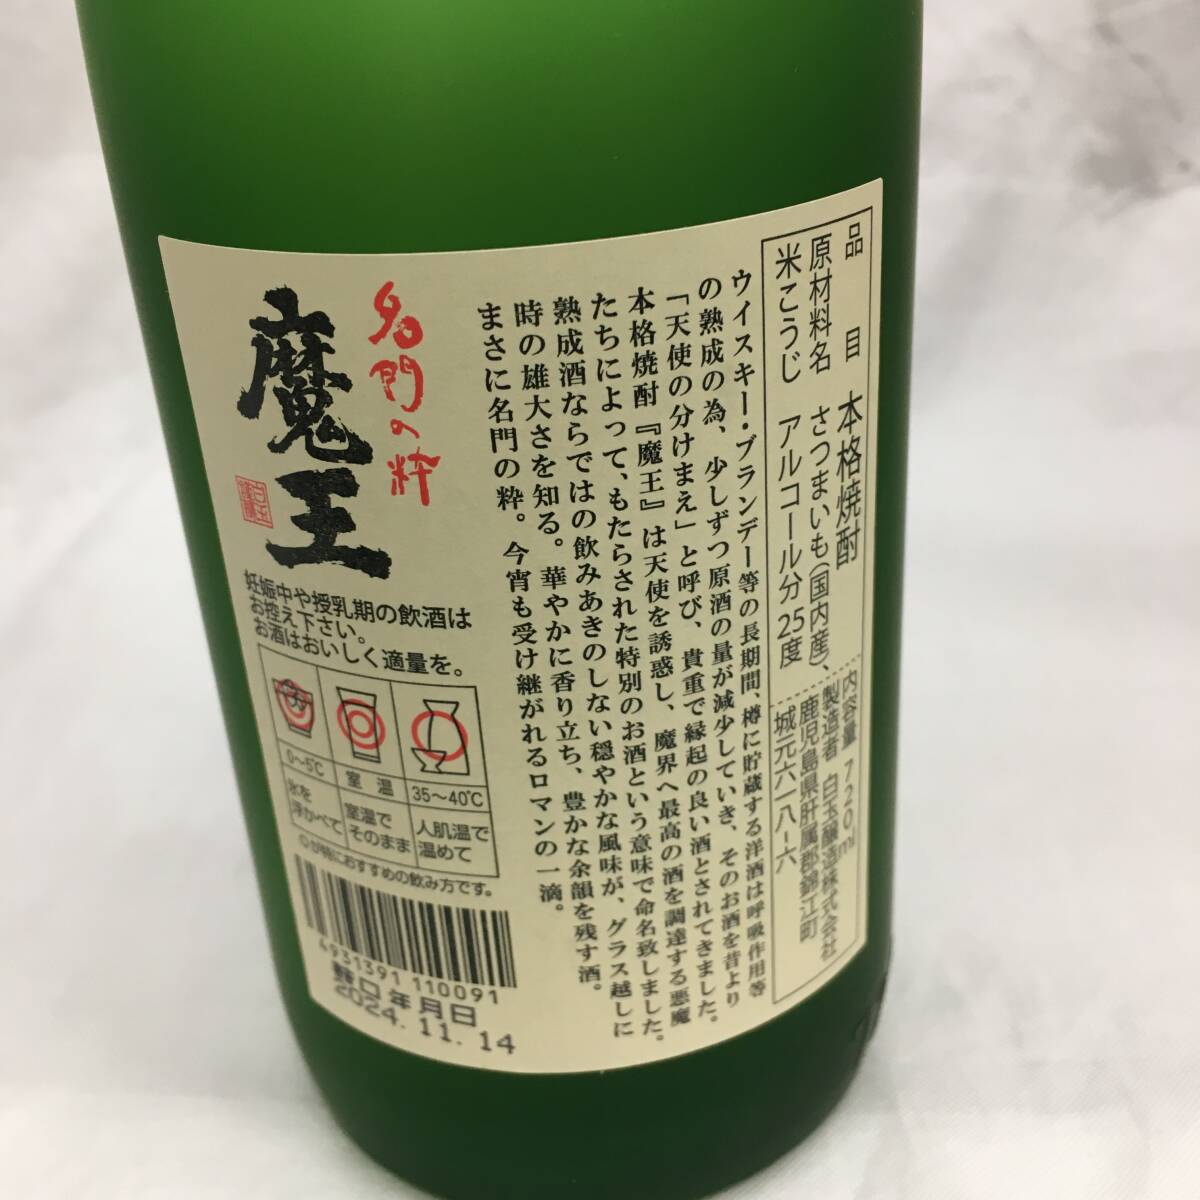 品目 本格焼酎
原材料名 さつまいも(国内産)、
米こうじ アルコール分25度
内容量 720ml
製造者 白玉醸造株式会社
鹿児島県肝属郡錦江町
城元六一八-六
ウイスキー・ブランデー等の長期間、樽に貯蔵する洋酒は呼吸作用等
の熟成の為、少しずつ原酒の量が減少していき、そのお酒を昔より
「天使の分けまえ」と呼び、貴重で縁起の良い酒とされてきました。
本格焼酎『魔王』は天使を誘惑し、魔界へ最高の酒を調達する悪魔
たちによって、もたらされた特別のお酒という意味で命名致しました。
熟成酒ならではの飲みあきのしない穏やかな風味が、グラス越しに
時の雄大さを知る。華やかに香り立ち、豊かな余韻を残す酒。
まさに名門の粋。今宵も受け継がれるロマンの一滴。
名門の粋
魔王
妊娠中や授乳期の飲酒は
お控え下さい。
お酒はおいしく適量を。
0〜5℃ 室温 35〜40℃
氷を 室温で 人肌温で
浮かべて そのまま 温めて
○が特におすすめの飲み方です。
4931391 110091
製口年月日
2024.11.14